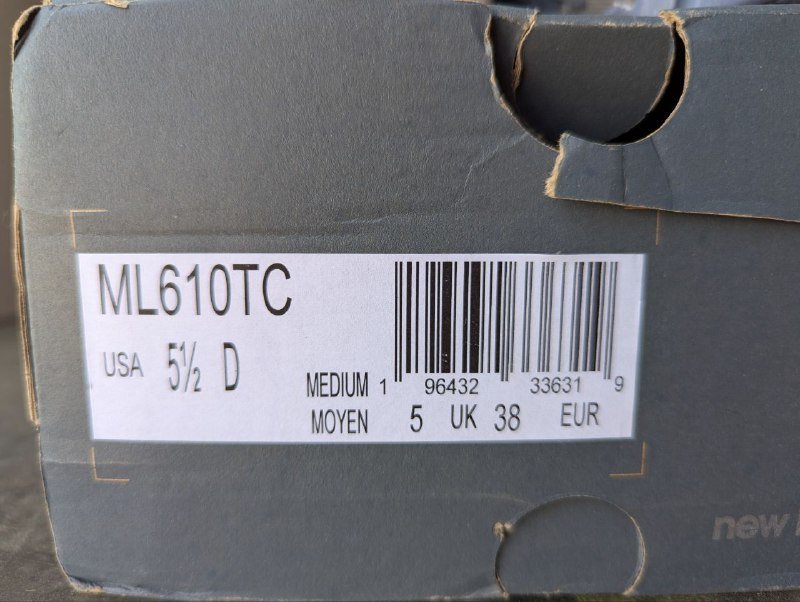 ML610TC
USA 5½ D
MEDIUM 1 96432 33631 9
MOYEN 5 UK 38 EUR
new